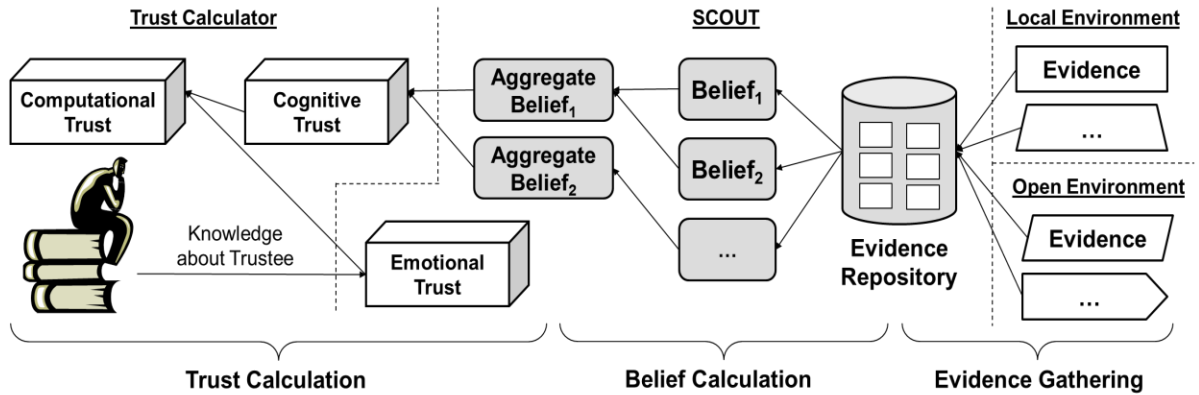 Trust Calculator
SCOUT
Local Environment
Computational
Trust
Cognitive
Trust
Aggregate
Belief₁
Belief₁
Evidence
...
Aggregate
Belief₂
Belief₂
Open Environment
Knowledge
about Trustee
Emotional
Trust
...
Evidence
Repository
Evidence
...
Trust Calculation
Belief Calculation
Evidence Gathering